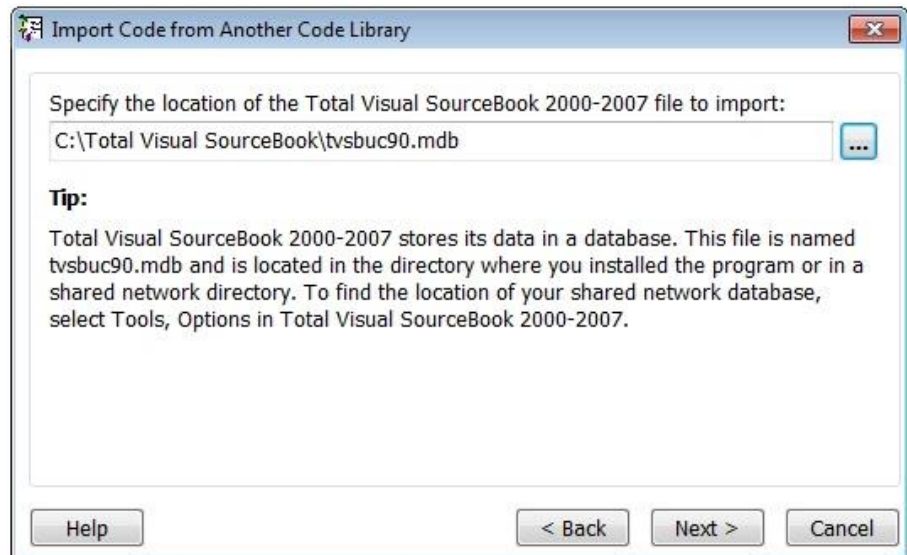 Import Code from Another Code Library
Specify the location of the Total Visual SourceBook 2000-2007 file to import:
C:\Total Visual SourceBook\tvsbuc90.mdb
...
Tip:
Total Visual SourceBook 2000-2007 stores its data in a database. This file is named
tvsbuc90.mdb and is located in the directory where you installed the program or in a
shared network directory. To find the location of your shared network database,
select Tools, Options in Total Visual SourceBook 2000-2007.
Help < Back Next > Cancel